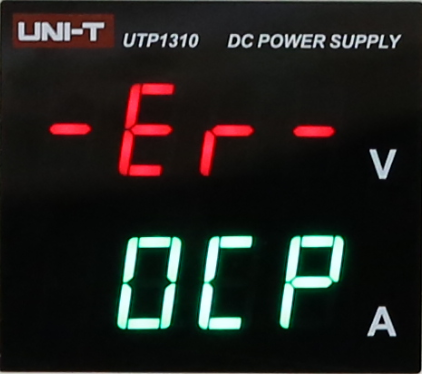 UNI-T UTP1310 DC POWER SUPPLY
-Er- V
OCP A